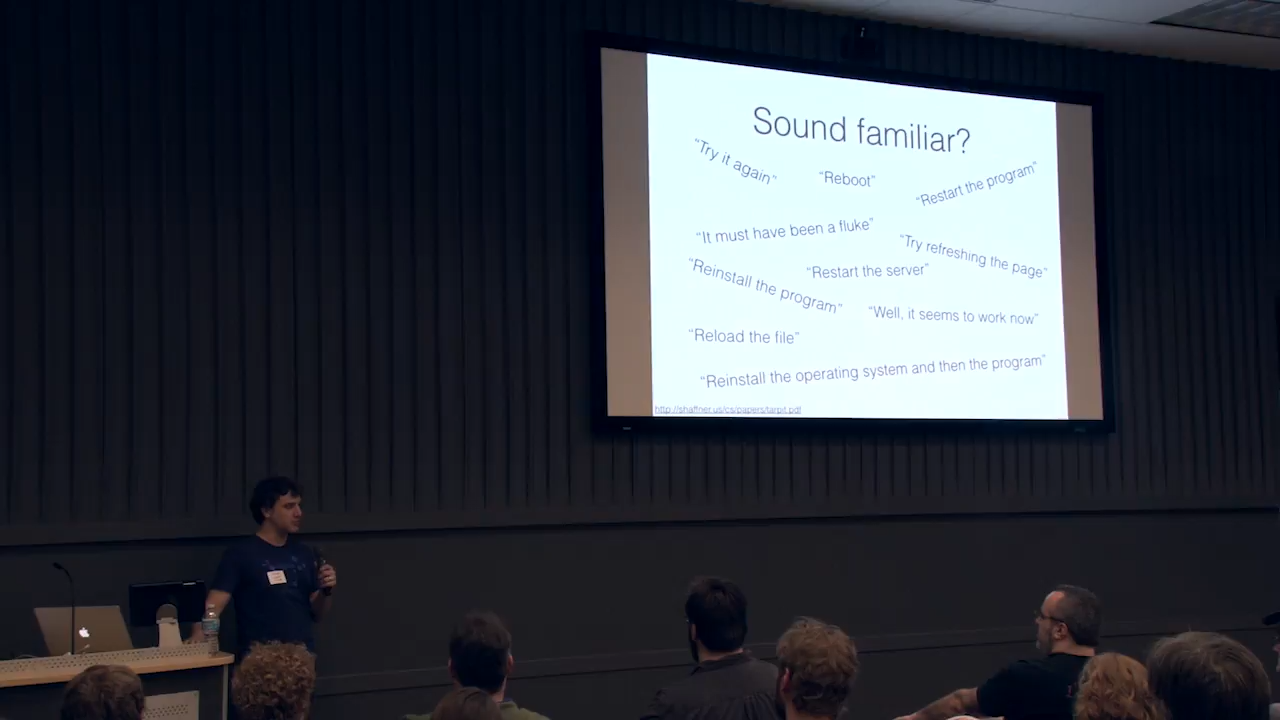 Sound familiar?
"Try it again"
"Reboot"
"Restart the program"
"It must have been a fluke"
"Try refreshing the page"
"Reinstall the program"
"Restart the server"
"Well, it seems to work now"
"Reload the file"
"Reinstall the operating system and then the program"
http://shaffner.us/cs/papers/tarpit.pdf